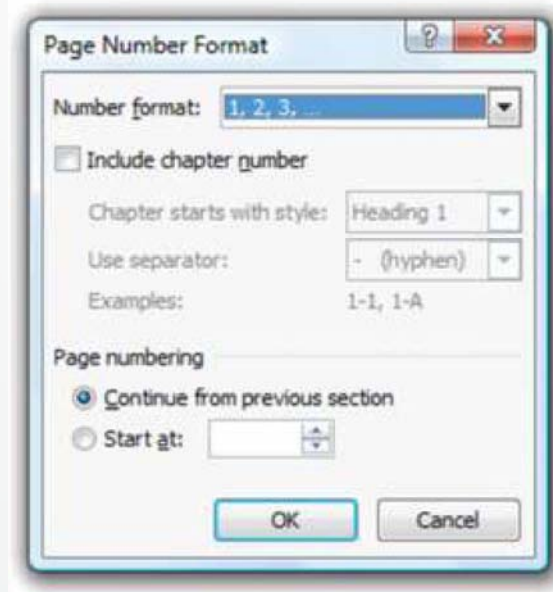 Page Number Format
Number format: 1, 2, 3, ...
Include chapter number
Chapter starts with style: Heading 1
Use separator: - (hyphen)
Examples: 1-1, 1-A
Page numbering
Continue from previous section
Start at:
OK Cancel